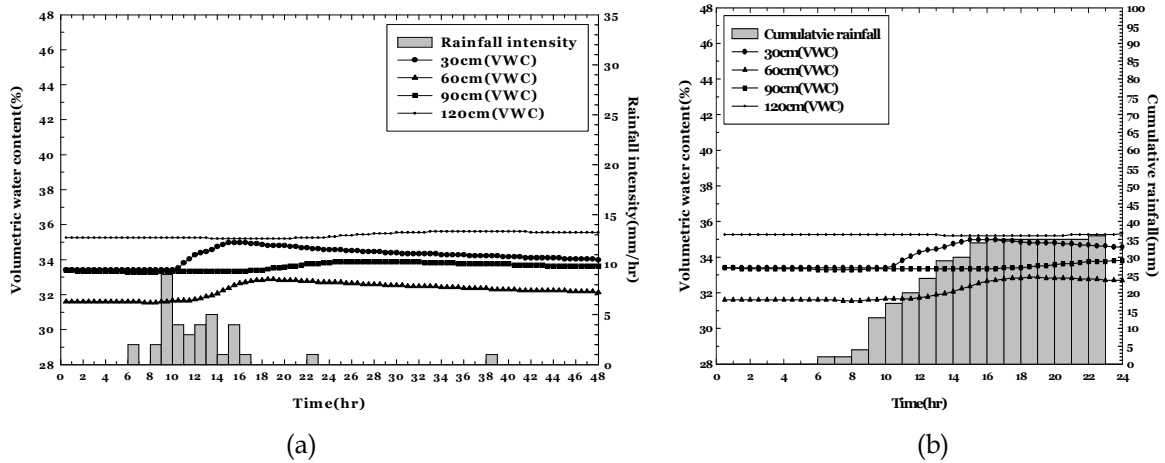 48
46
44
42
40
38
36
34
32
30
28
Volumetric water content(%)
Rainfall intensity
30cm(VWC)
60cm(VWC)
90cm(VWC)
120cm(VWC)
35
30
25
20
15
10
5
0
Rainfall intensity(mm/hr)
0 2 4 6 8 10 12 14 16 18 20 22 24 26 28 30 32 34 36 38 40 42 44 46 48
Time(hr)
(a)
48
46
44
42
40
38
36
34
32
30
28
Volumetric water content(%)
Cumulatvie rainfall
30cm(VWC)
60cm(VWC)
90cm(VWC)
120cm(VWC)
100
95
90
85
80
75
70
65
60
55
50
45
40
35
30
25
20
15
10
5
0
Cumulative rainfall(mm)
0 2 4 6 8 10 12 14 16 18 20 22 24
Time(hr)
(b)